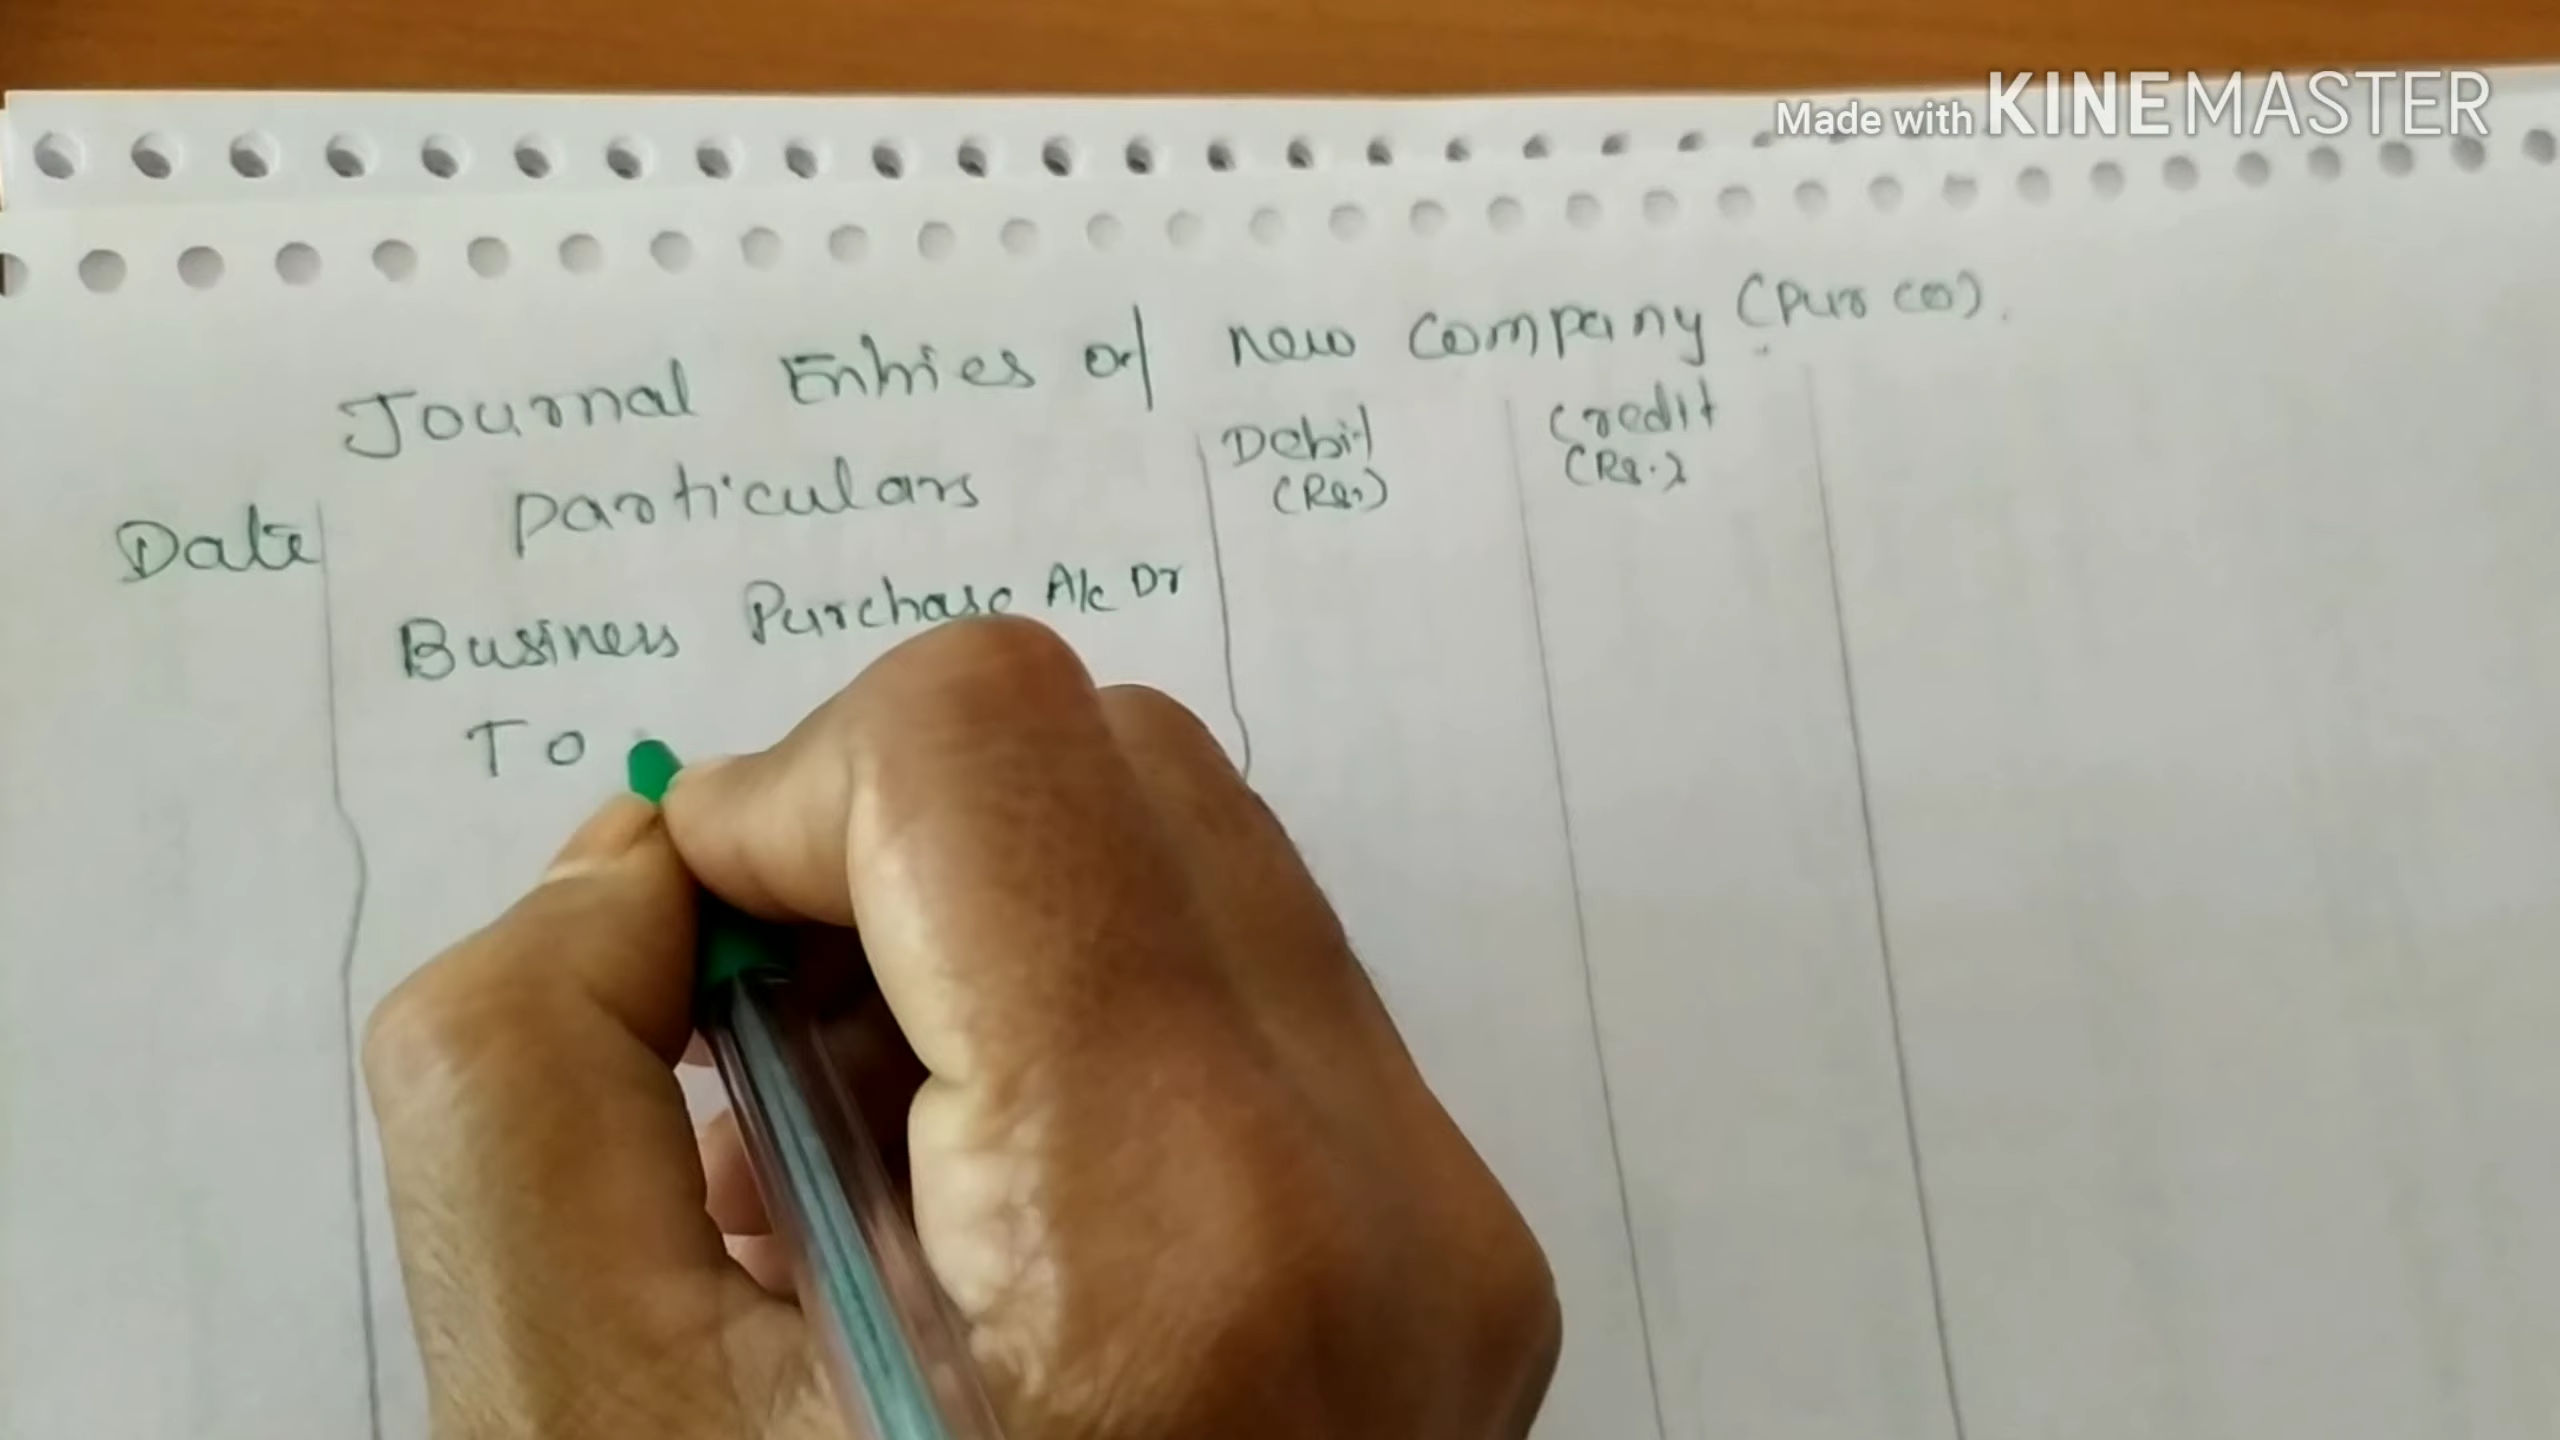 Made with KINEMASTER
Journal Entries of new company (Pur co).
Date
particulars
Debit
(Rs.)
Credit
(Rs.)
Business Purchase A/c Dr
To